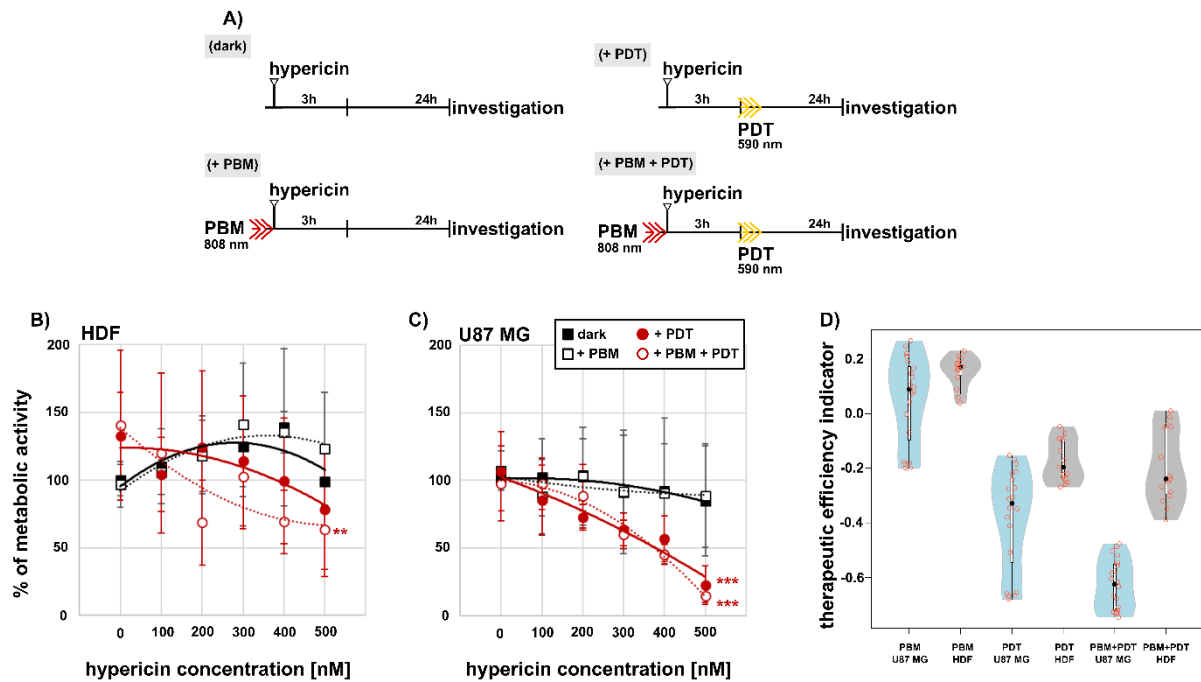 A)
(dark)
hypericin
3h
24h
investigation
(+ PDT)
hypericin
3h
24h
investigation
PDT
590 nm
(+ PBM)
hypericin
PBM
808 nm
3h
24h
investigation
(+ PBM + PDT)
hypericin
PBM
808 nm
3h
24h
investigation
PDT
590 nm
B)
HDF
% of metabolic activity
200
150
100
50
0
**
0 100 200 300 400 500
hypericin concentration [nM]
C)
U87 MG
dark
+ PDT
+ PBM
+ PBM + PDT
200
150
100
50
0
***
***
0 100 200 300 400 500
hypericin concentration [nM]
D)
therapeutic efficiency indicator
0.2
0.0
-0.2
-0.4
-0.6
PBM PBM PDT PDT PBM+PDT PBM+PDT
U87 MG HDF U87 MG HDF U87 MG HDF